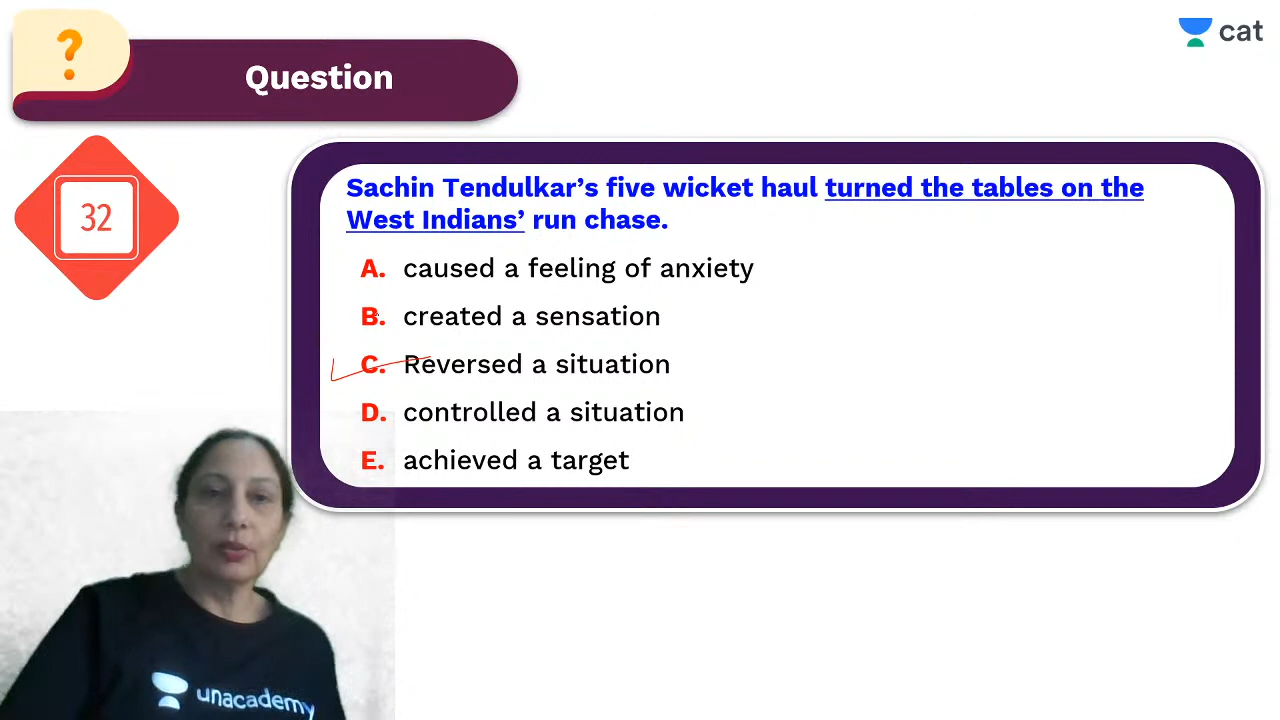 ?
Question
cat
32
Sachin Tendulkar’s five wicket haul turned the tables on the
West Indians’ run chase.
A. caused a feeling of anxiety
B. created a sensation
C. Reversed a situation
D. controlled a situation
E. achieved a target
unacademy